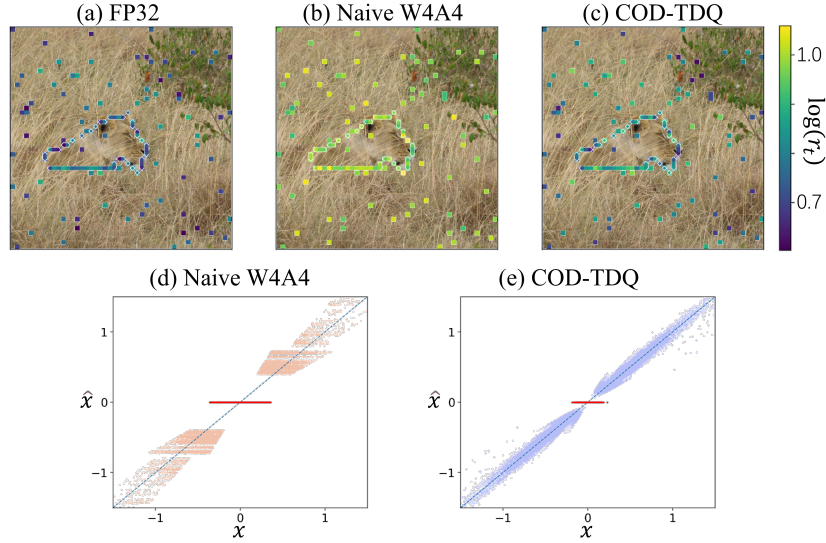 (a) FP32
(b) Naive W4A4
(c) COD-TDQ
1.0
log(r_t)
0.7
(d) Naive W4A4
(e) COD-TDQ
1
0
−1
x̂
−1
0
1
x
1
0
−1
x̂
−1
0
1
x